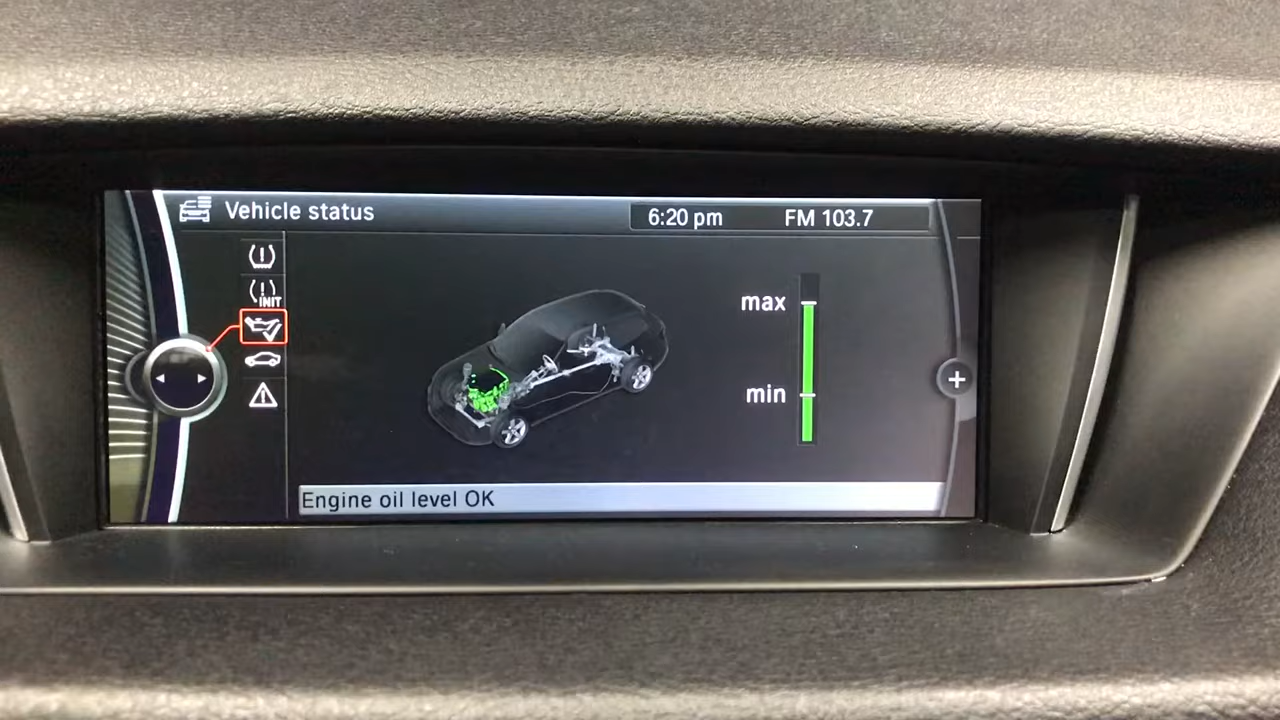 Vehicle status
6:20 pm FM 103.7
INIT
max
min
Engine oil level OK